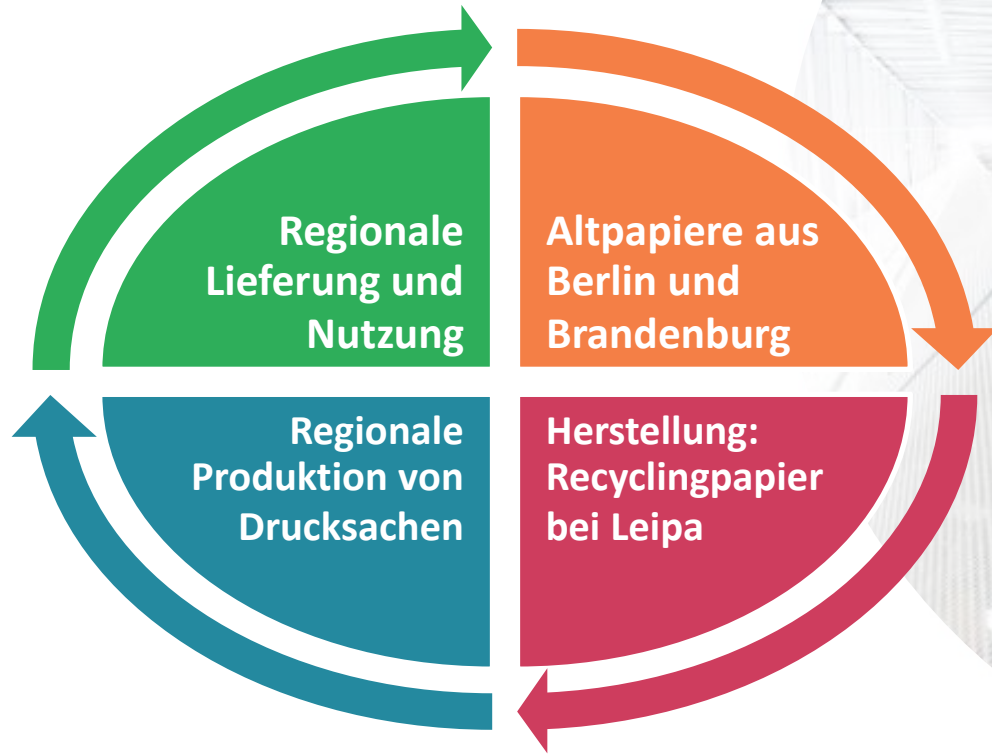 Regionale
Lieferung und
Nutzung
Altpapiere aus
Berlin und
Brandenburg
Regionale
Produktion von
Drucksachen
Herstellung:
Recyclingpapier
bei Leipa